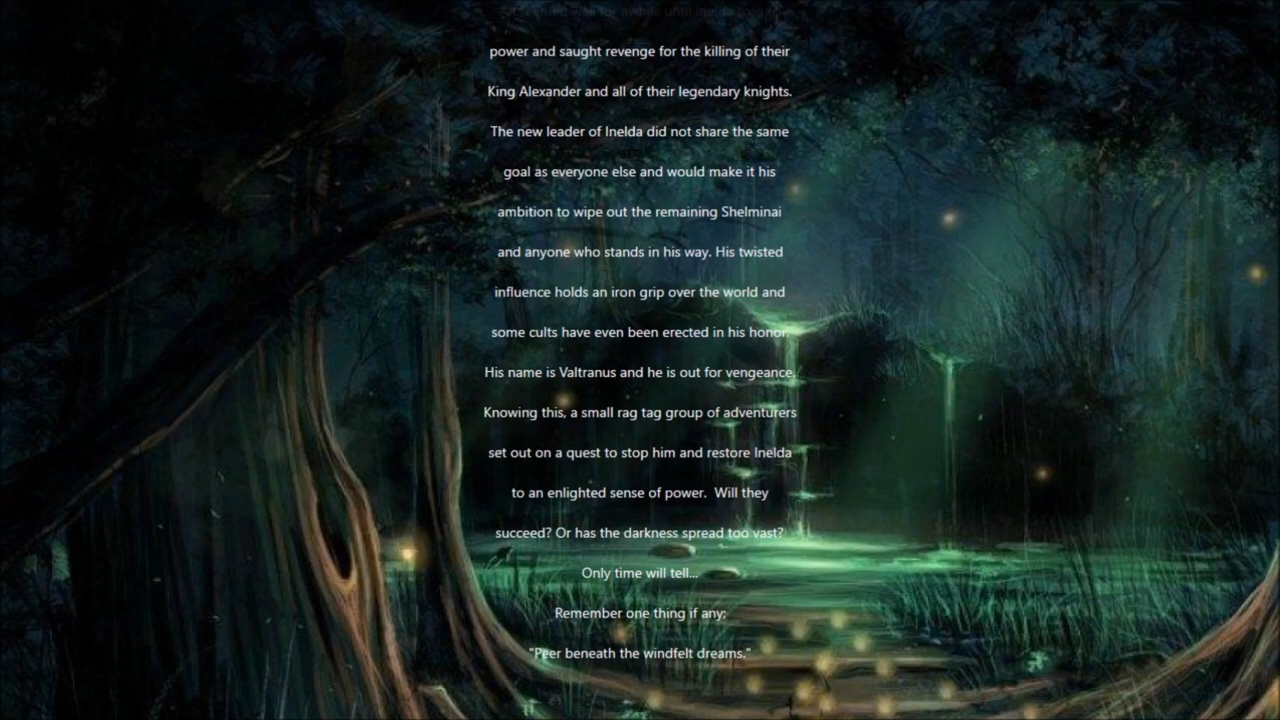 power and saught revenge for the killing of their
King Alexander and all of their legendary knights.
The new leader of Inelda did not share the same
goal as everyone else and would make it his
ambition to wipe out the remaining Shelminai
and anyone who stands in his way. His twisted
influence holds an iron grip over the world and
some cults have even been erected in his honor.
His name is Valtranus and he is out for vengeance.
Knowing this, a small rag tag group of adventurers
set out on a quest to stop him and restore Inelda
to an enlighted sense of power.  Will they
succeed? Or has the darkness spread too vast?
Only time will tell...
Remember one thing if any;
"Peer beneath the windfelt dreams."